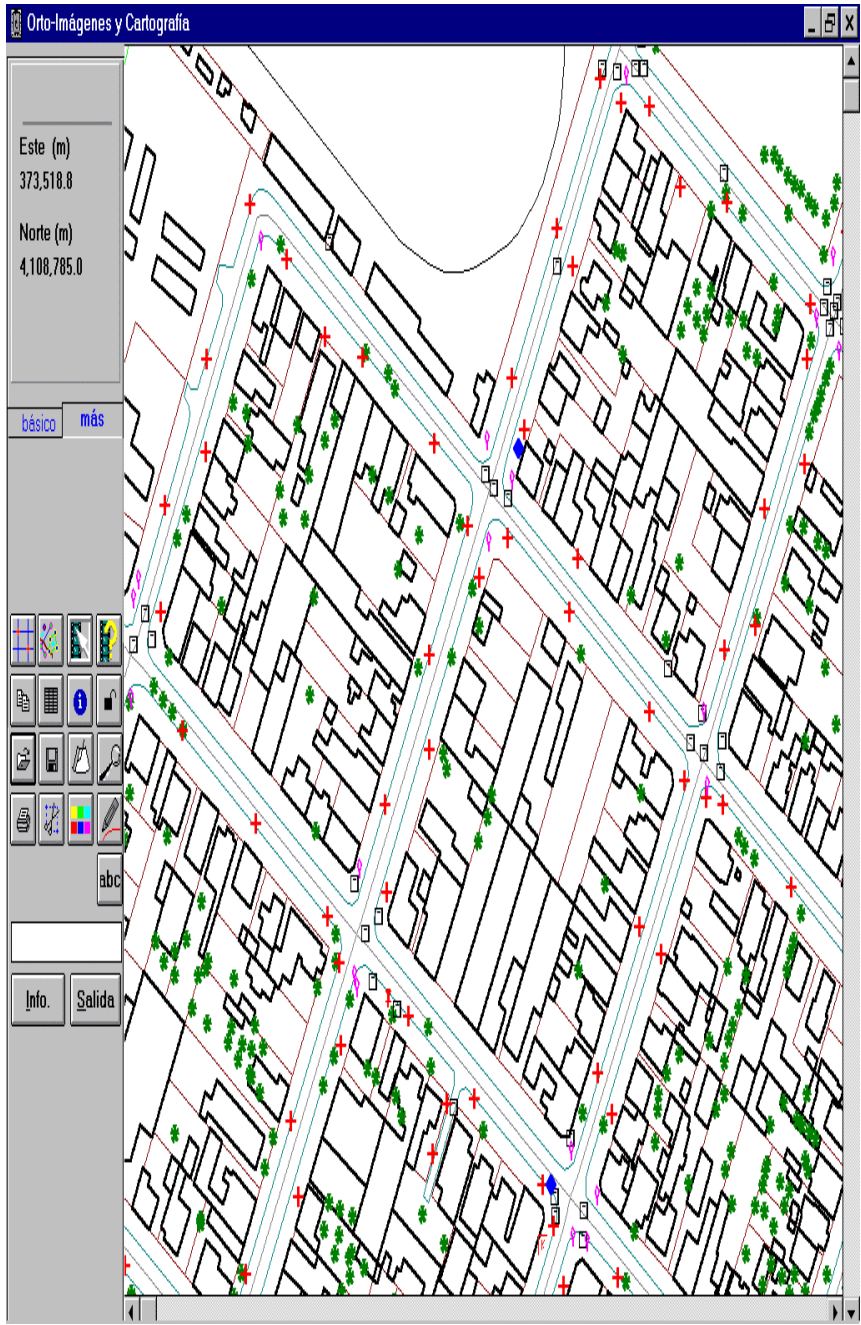 Orto-Imágenes y Cartografía
Este (m)
373,518.8
Norte (m)
4,108,785.0
básico más
abc
Info. Salida